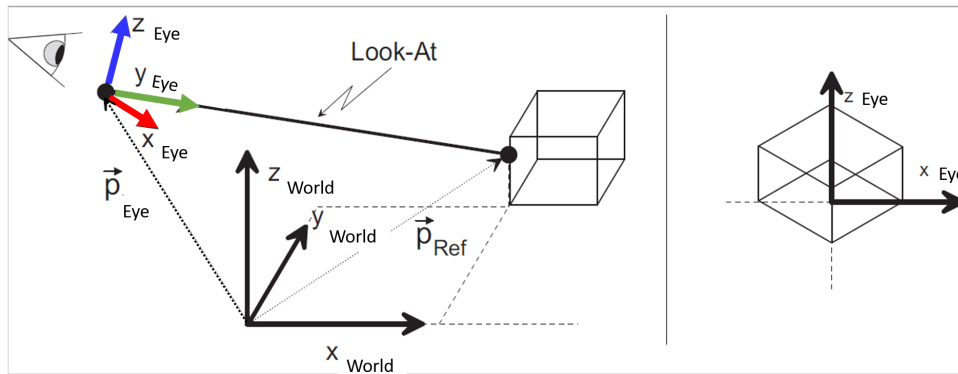 z Eye
Look-At
y Eye
x Eye
p Eye
z World
y World
p Ref
x World
z Eye
x Eye